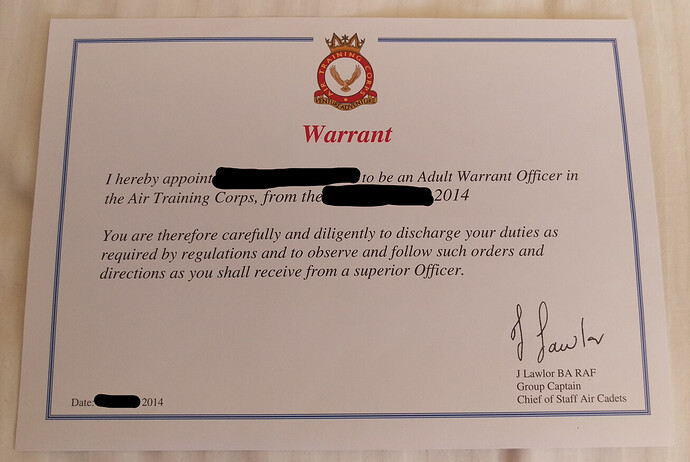 AIR TRAINING CORPS
VENTURE ADVENTURE
Warrant
I hereby appoint to be an Adult Warrant Officer in
the Air Training Corps, from the 2014
You are therefore carefully and diligently to discharge your duties as
required by regulations and to observe and follow such orders and
directions as you shall receive from a superior Officer.
J Lawlor
J Lawlor BA RAF
Group Captain
Chief of Staff Air Cadets
Date: 2014